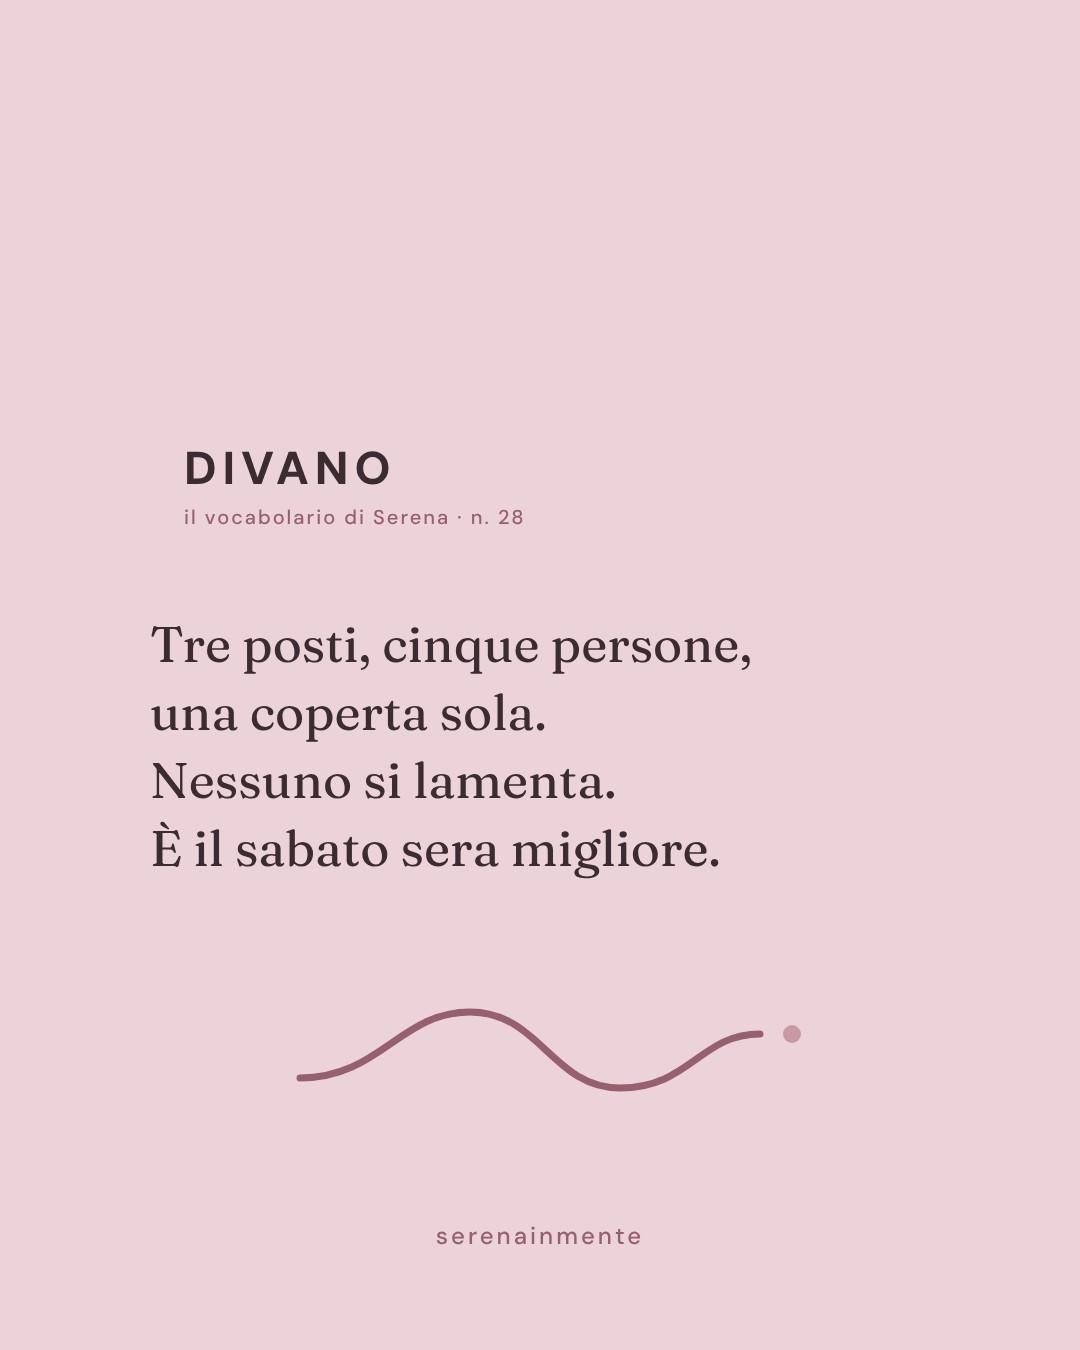 DIVANO
il vocabolario di Serena · n. 28
Tre posti, cinque persone,
una coperta sola.
Nessuno si lamenta.
È il sabato sera migliore.
serenainmente